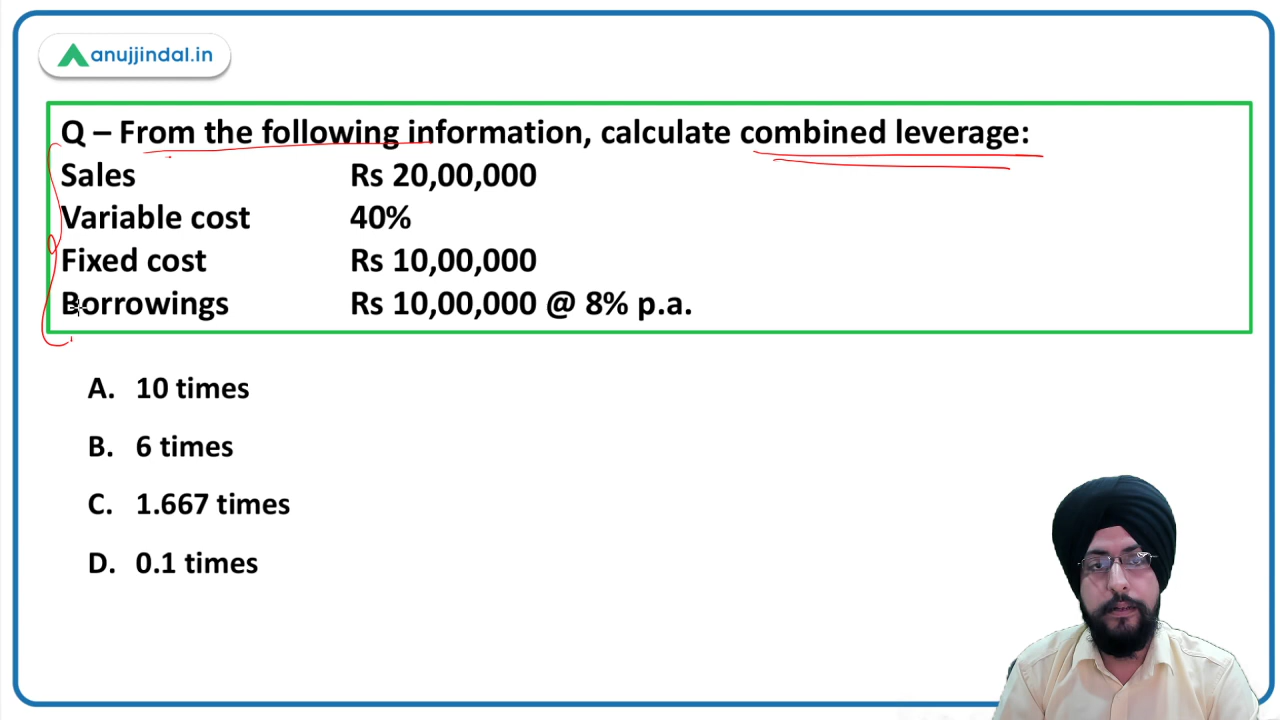 anujjindal.in
Q – From the following information, calculate combined leverage:
Sales Rs 20,00,000
Variable cost 40%
Fixed cost Rs 10,00,000
Borrowings Rs 10,00,000 @ 8% p.a.
A. 10 times
B. 6 times
C. 1.667 times
D. 0.1 times